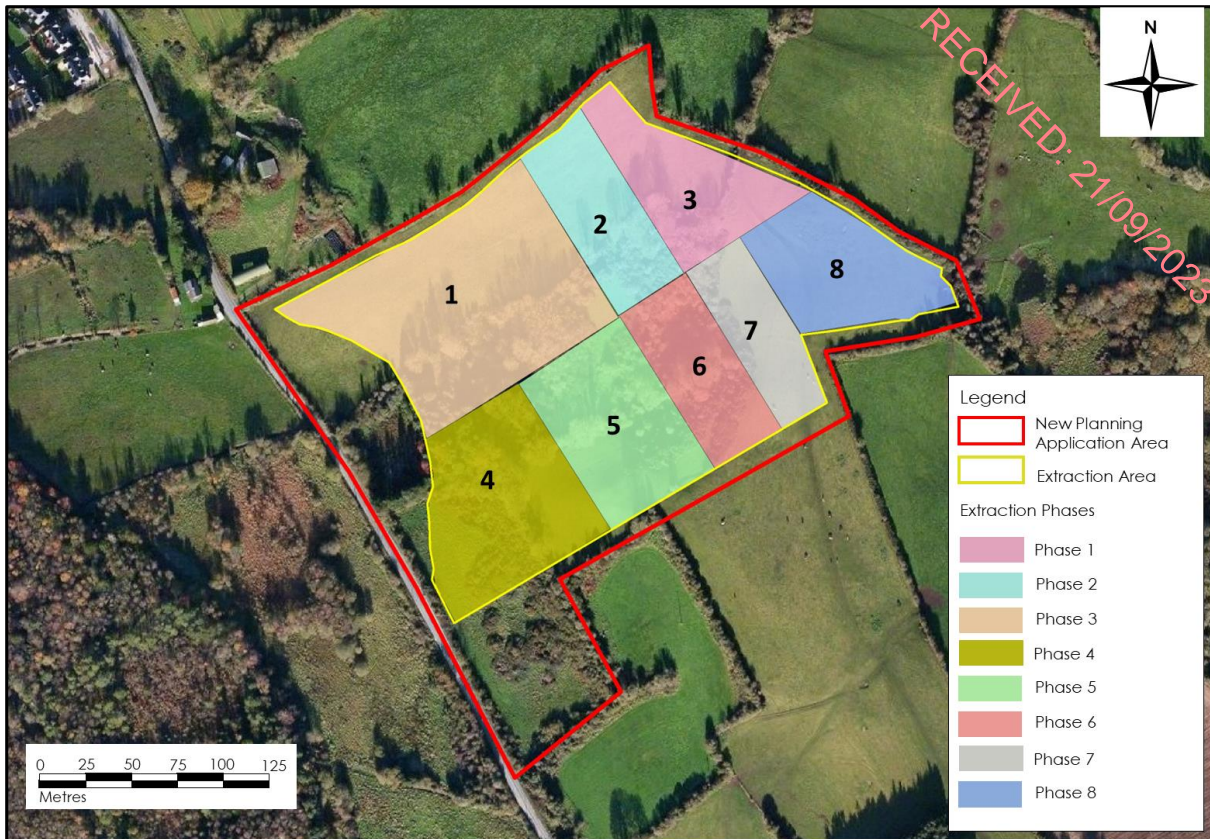 RECEIVED: 21/09/2023
N
3
2
8
1
7
6
5
4
Legend
New Planning
Application Area
Extraction Area
Extraction Phases
Phase 1
Phase 2
Phase 3
Phase 4
Phase 5
Phase 6
Phase 7
Phase 8
0 25 50 75 100 125
Metres